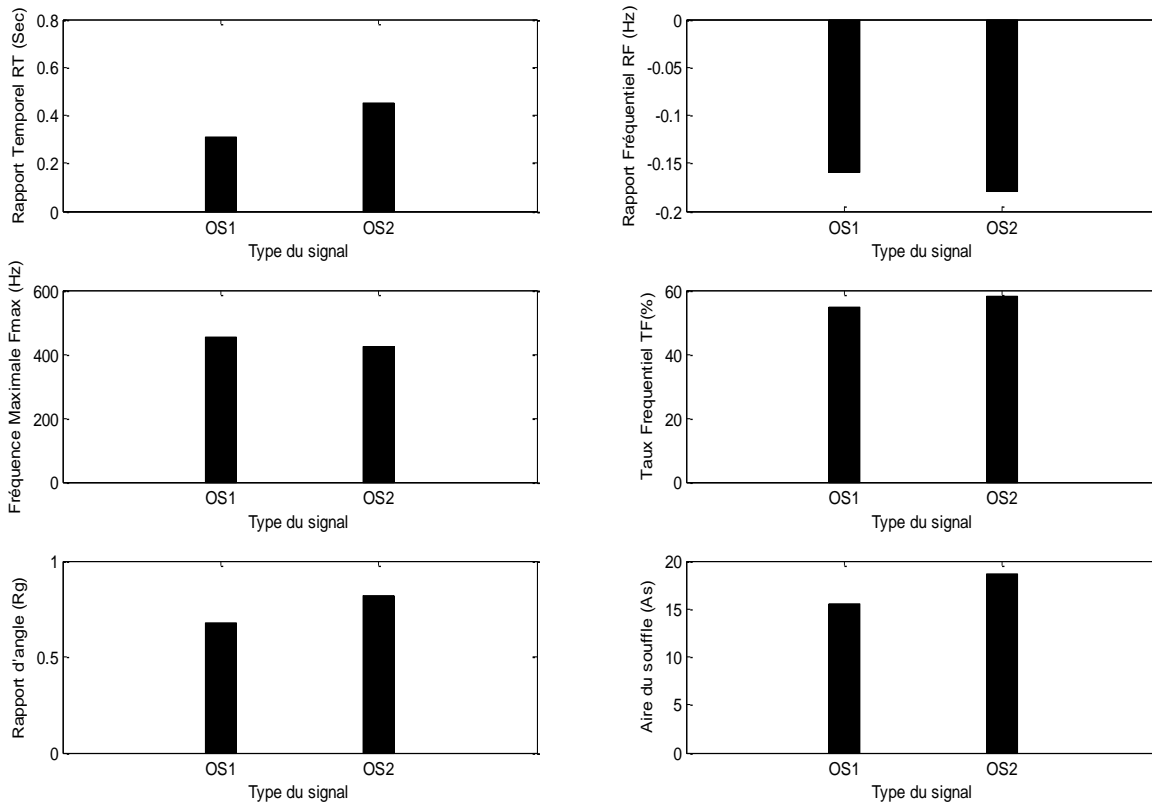 Rapport Temporel RT (Sec)
0.8
0.6
0.4
0.2
0
OS1 OS2
Type du signal
Rapport Fréquentiel RF (Hz)
0
-0.05
-0.1
-0.15
-0.2
OS1 OS2
Type du signal
Fréquence Maximale Fmax (Hz)
600
400
200
0
OS1 OS2
Type du signal
Taux Frequentiel TF(%)
60
40
20
0
OS1 OS2
Type du signal
Rapport d'angle (Rg)
1
0.5
0
OS1 OS2
Type du signal
Aire du souffle (As)
20
15
10
5
0
OS1 OS2
Type du signal